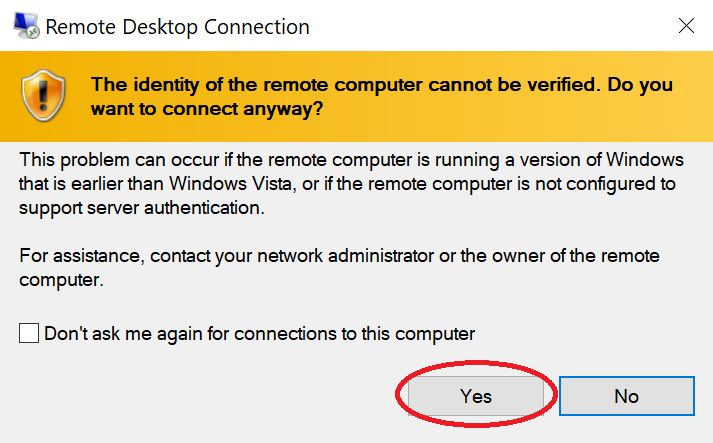 Remote Desktop Connection
The identity of the remote computer cannot be verified. Do you
want to connect anyway?
This problem can occur if the remote computer is running a version of Windows
that is earlier than Windows Vista, or if the remote computer is not configured to
support server authentication.
For assistance, contact your network administrator or the owner of the remote
computer.
Don't ask me again for connections to this computer
Yes
No